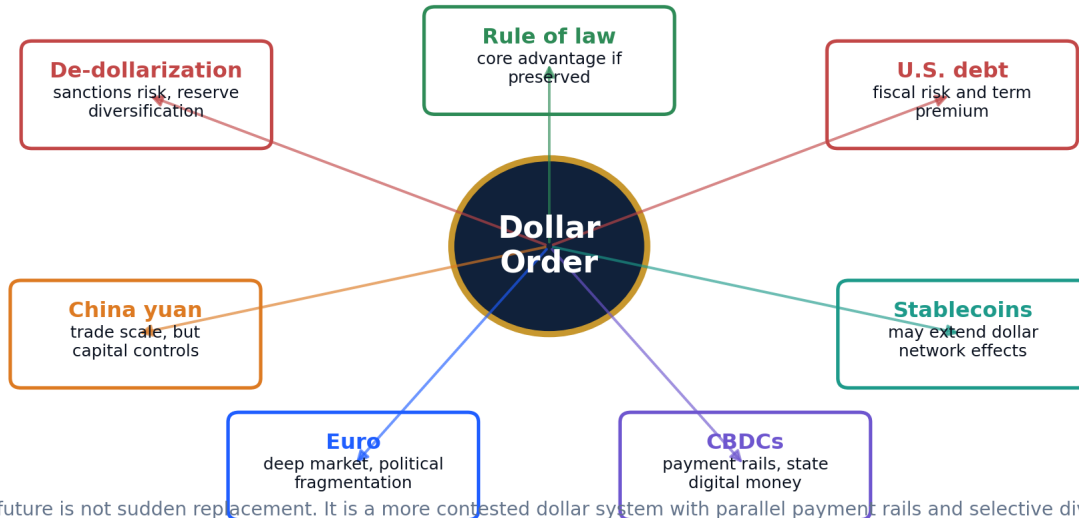 Rule of law
core advantage if
preserved
De-dollarization
sanctions risk, reserve
diversification
U.S. debt
fiscal risk and term
premium
Dollar
Order
China yuan
trade scale, but
capital controls
Stablecoins
may extend dollar
network effects
Euro
deep market, political
fragmentation
CBDCs
payment rails, state
digital money
future is not sudden replacement. It is a more contested dollar system with parallel payment rails and selective